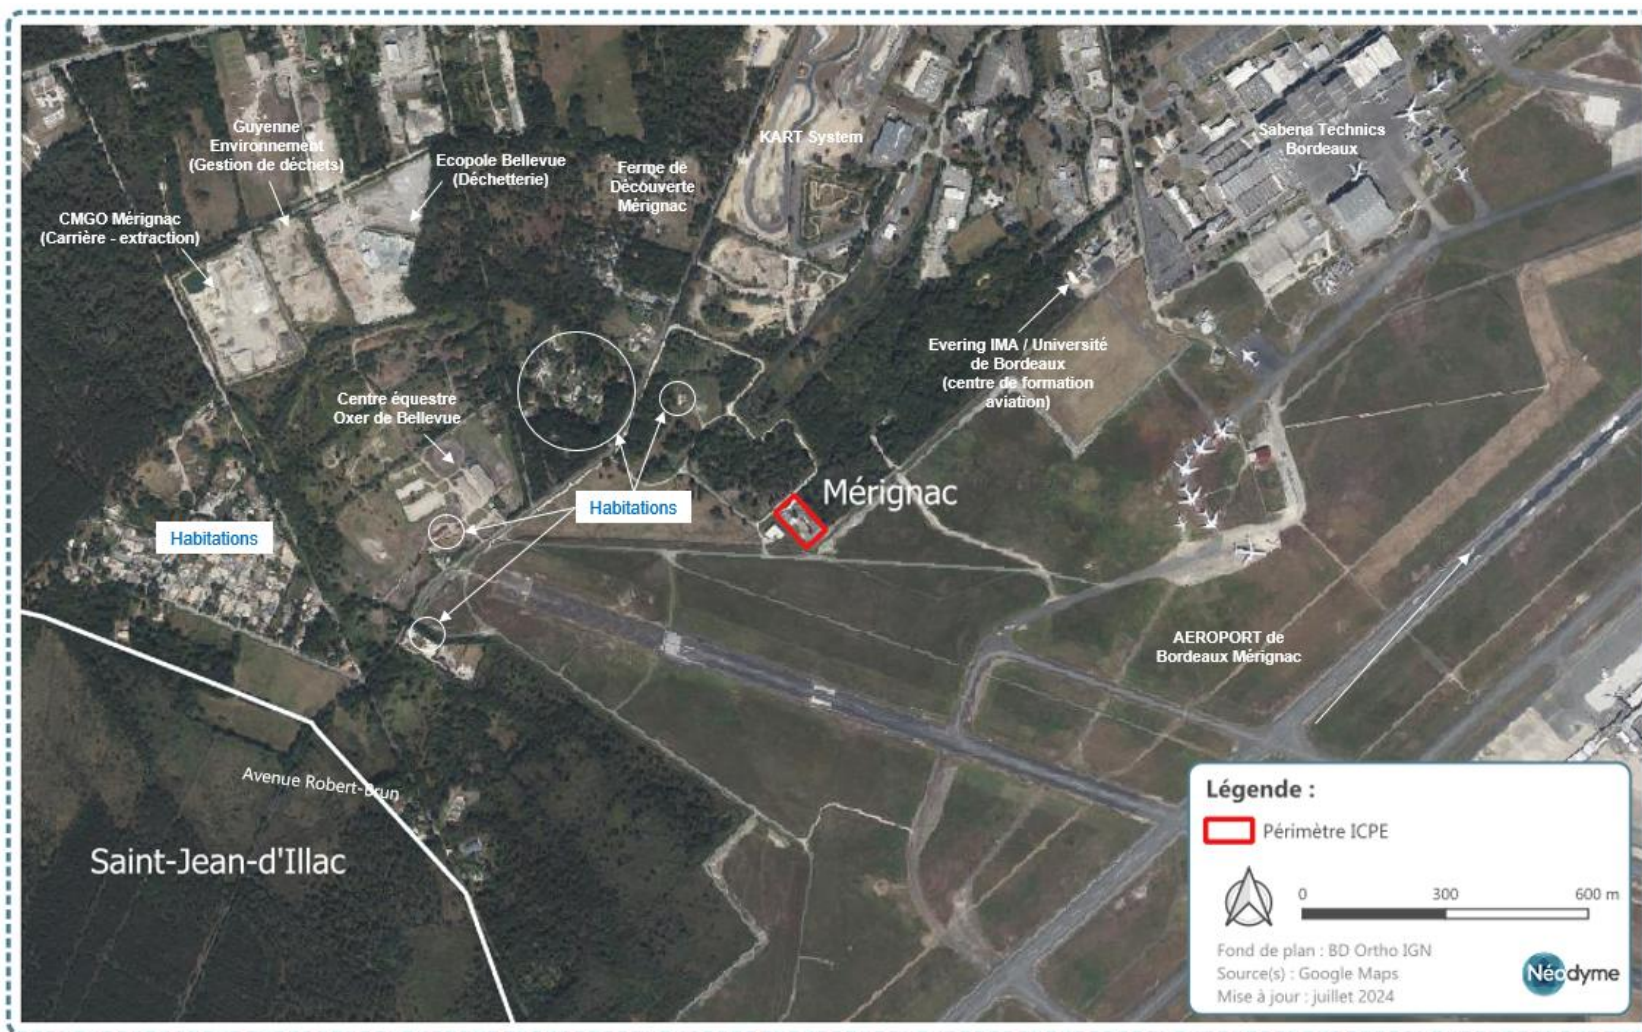 Guyenne
Environnement
(Gestion de déchets)
Ecopole Bellevue
(Déchetterie)
Ferme de
Découverte
Mérignac
KART System
Sabena Technics
Bordeaux
CMGO Mérignac
(Carrière - extraction)
Evering IMA / Université
de Bordeaux
(centre de formation
aviation)
Centre équestre
Oxer de Bellevue
Habitations
Mérignac
Habitations
AEROPORT de
Bordeaux Mérignac
Avenue Robert-Brun
Saint-Jean-d'Illac
Légende :
Périmètre ICPE
0 300 600 m
Fond de plan : BD Ortho IGN
Source(s) : Google Maps
Mise à jour : juillet 2024
Néodyme